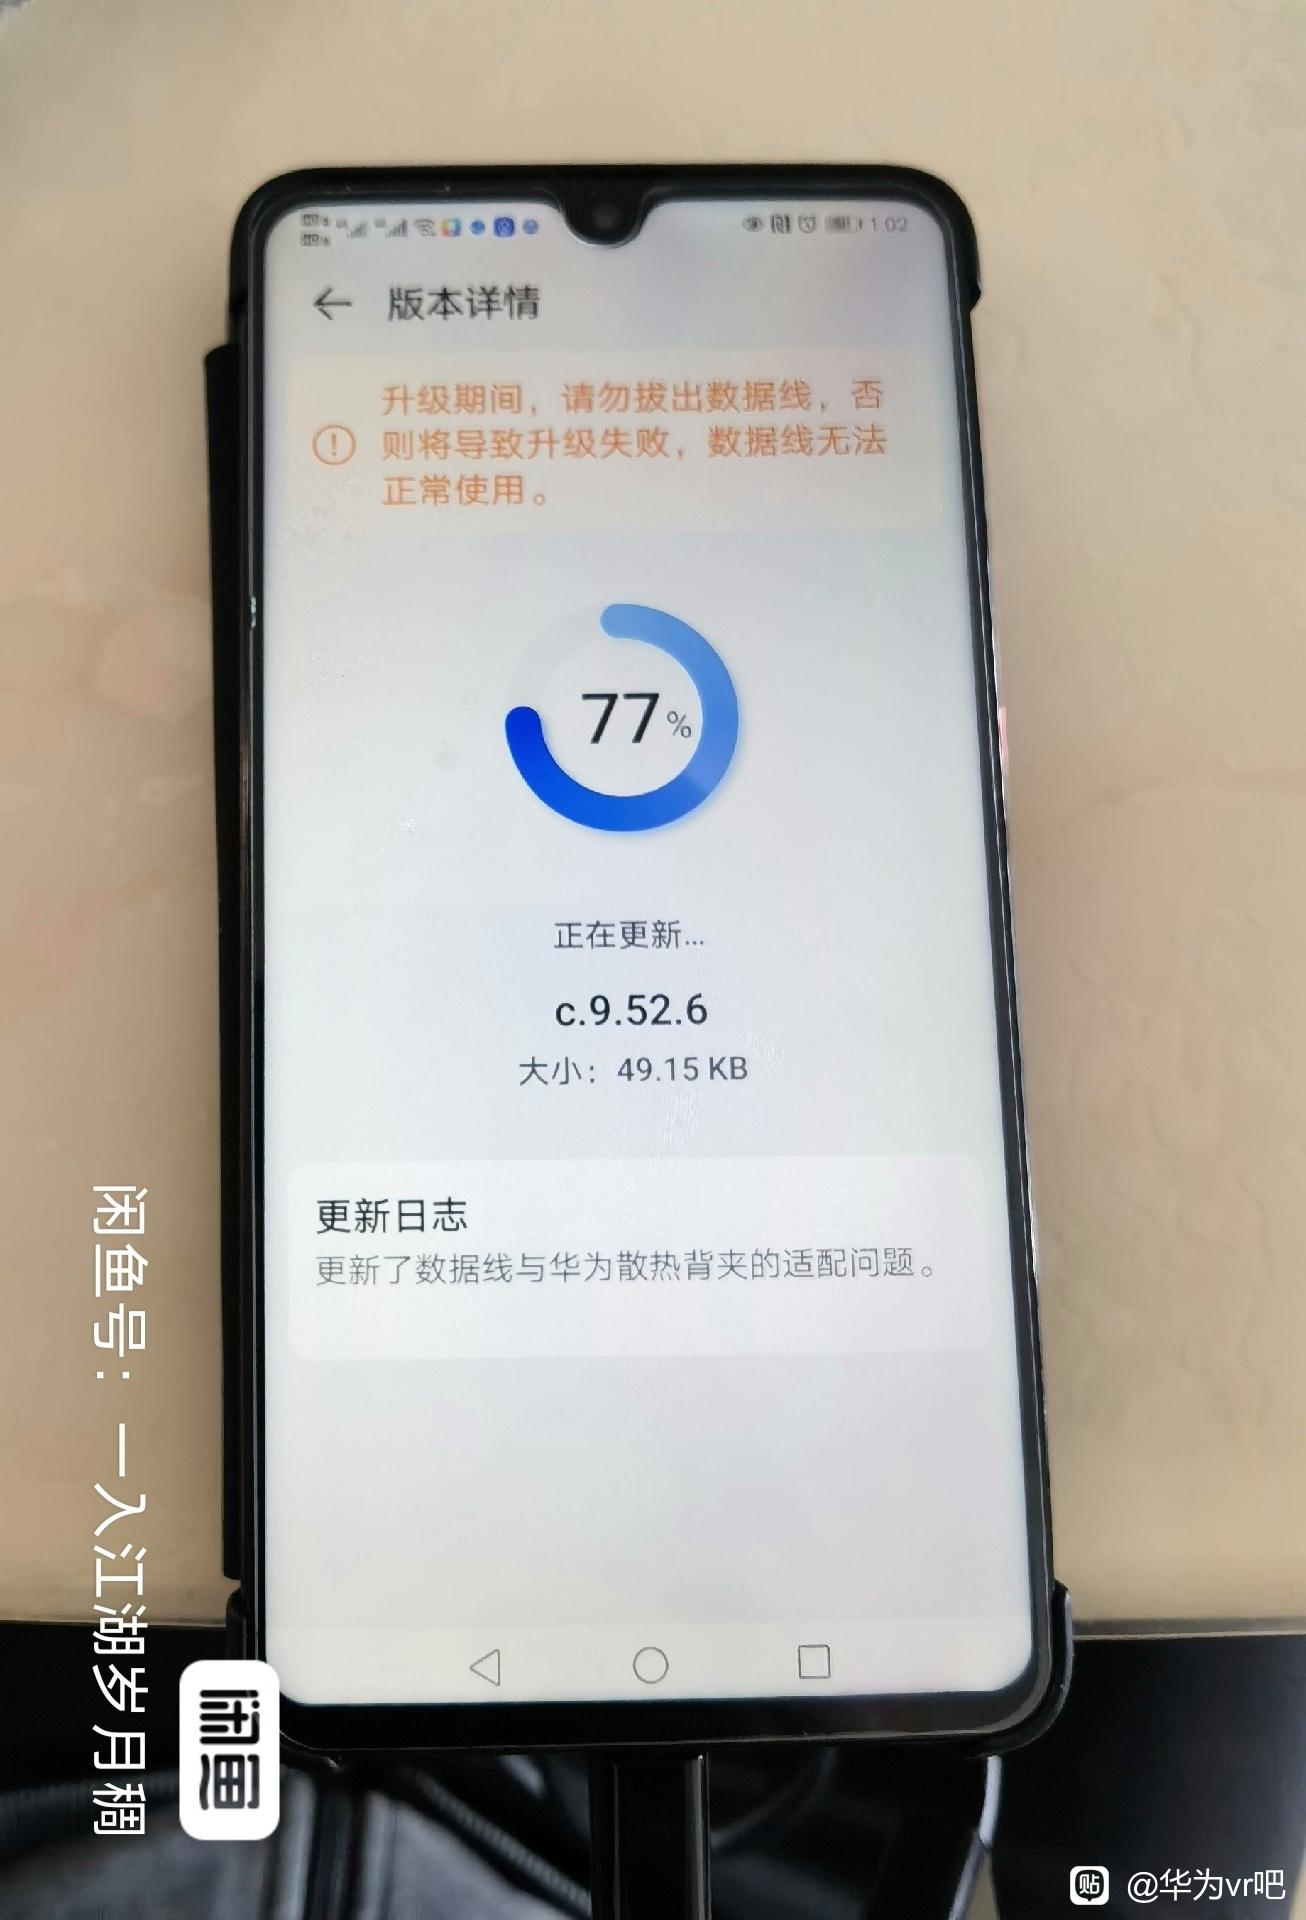 1:02
版本详情
升级期间，请勿拔出数据线，否
则将导致升级失败，数据线无法
正常使用。
77%
正在更新...
c.9.52.6
大小：49.15 KB
更新日志
更新了数据线与华为散热背夹的适配问题。
闲鱼号：一入江湖岁月稠
闲鱼
贴 @华为vr吧